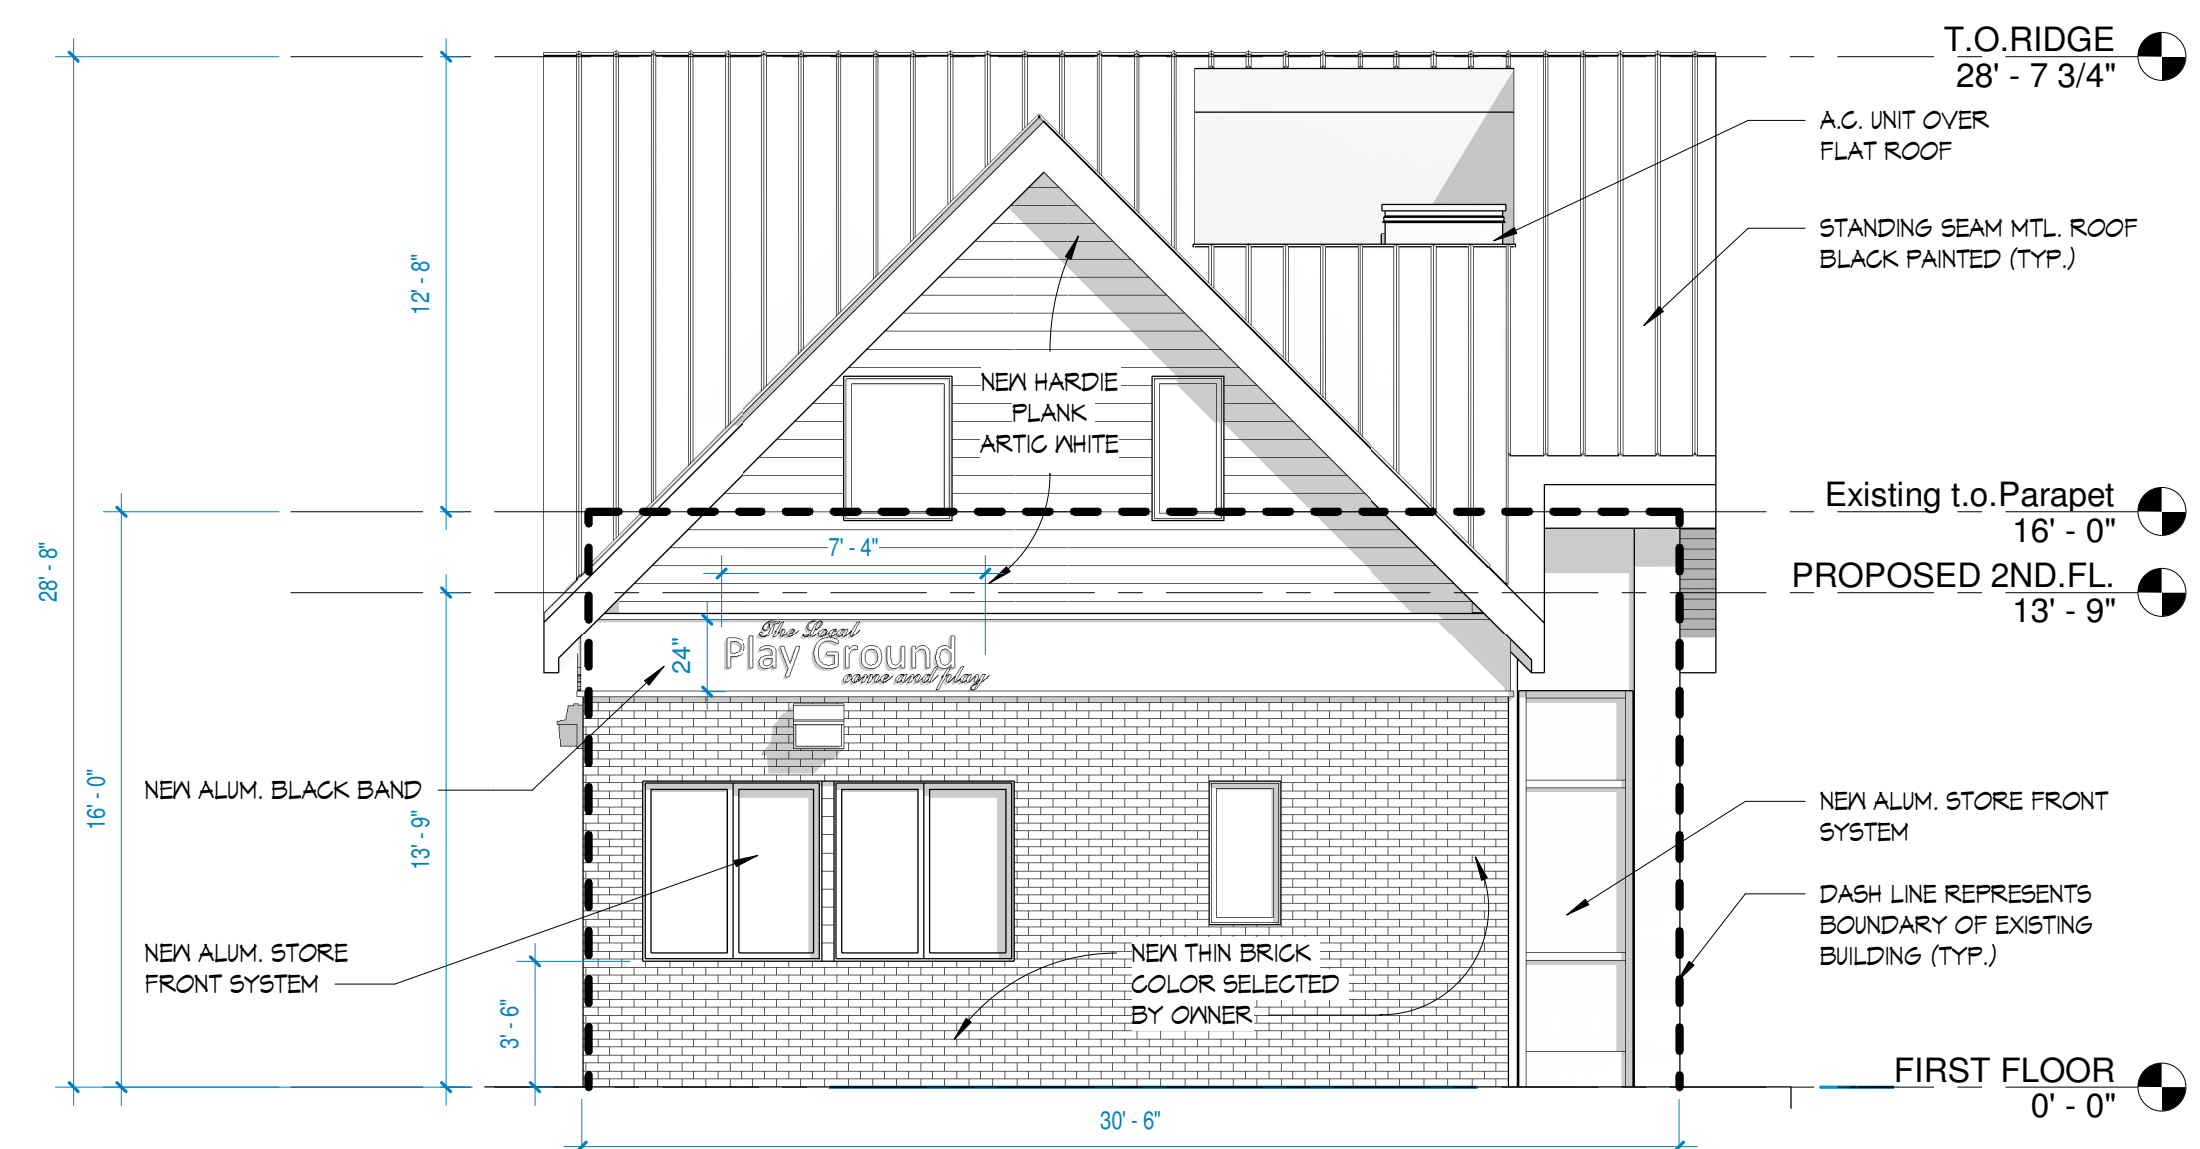 T.O.RIDGE
28' - 7 3/4"
A.C. UNIT OVER
FLAT ROOF
STANDING SEAM MTL. ROOF
BLACK PAINTED (TYP.)
12' - 8"
NEW HARDIE
PLANK
ARTIC WHITE
Existing t.o.Parapet
16' - 0"
7' - 4"
28' - 8"
PROPOSED 2ND.FL.
13' - 9"
24"
The Local
Play Ground
come and play
NEW ALUM. BLACK BAND
16' - 0"
13' - 9"
NEW ALUM. STORE FRONT
SYSTEM
DASH LINE REPRESENTS
BOUNDARY OF EXISTING
BUILDING (TYP.)
NEW ALUM. STORE
FRONT SYSTEM
NEW THIN BRICK
COLOR SELECTED
BY OWNER
3' - 6"
FIRST FLOOR
0' - 0"
30' - 6"